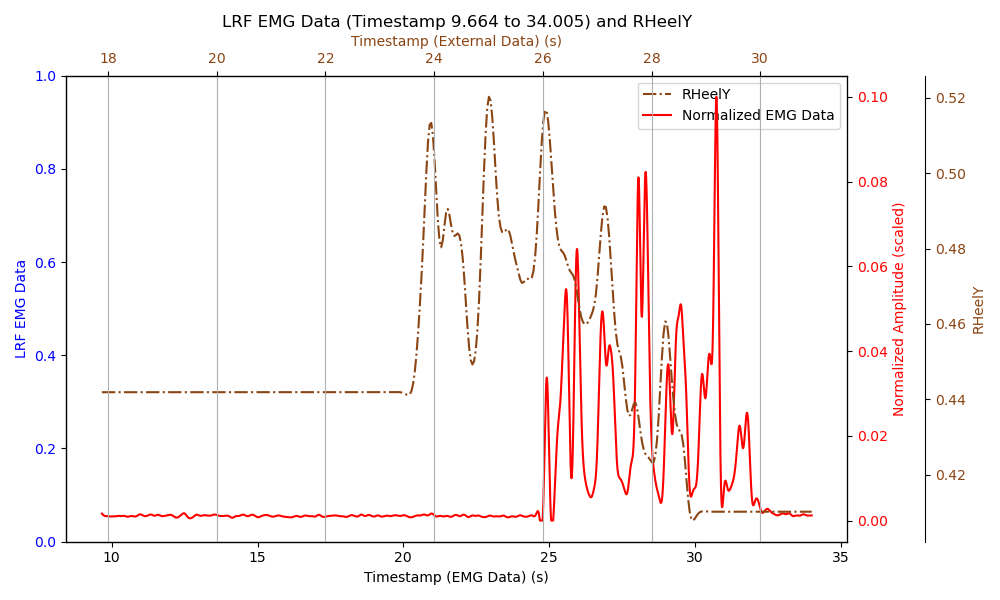 LRF EMG Data (Timestamp 9.664 to 34.005) and RHeelY
Timestamp (External Data) (s)
18 20 22 24 26 28 30
RHeelY
Normalized EMG Data
1.0
0.8
0.6
0.4
0.2
0.0
LRF EMG Data
0.10
0.08
0.06
0.04
0.02
0.00
Normalized Amplitude (scaled)
0.52
0.50
0.48
0.46
0.44
0.42
RHeelY
10 15 20 25 30 35
Timestamp (EMG Data) (s)